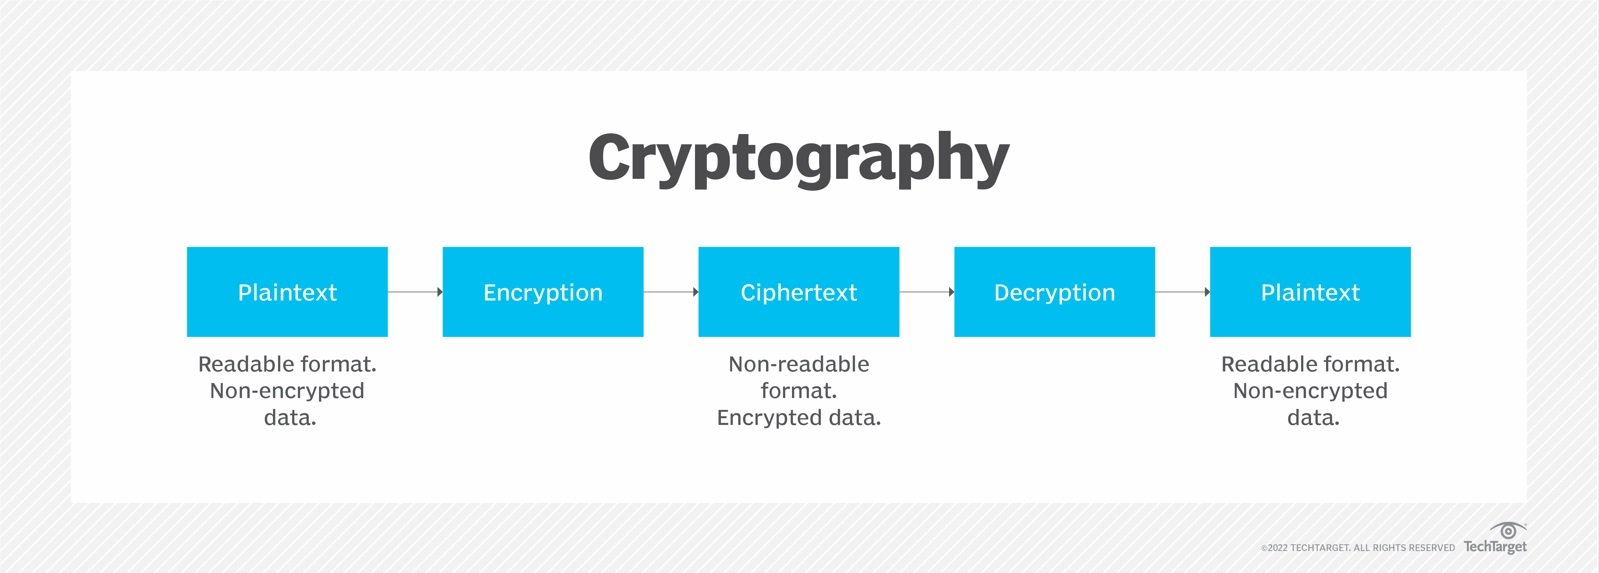 Cryptography
Plaintext
Encryption
Ciphertext
Decryption
Plaintext
Readable format.
Non-encrypted
data.
Non-readable
format.
Encrypted data.
Readable format.
Non-encrypted
data.
©2022 TECHTARGET. ALL RIGHTS RESERVED
TechTarget